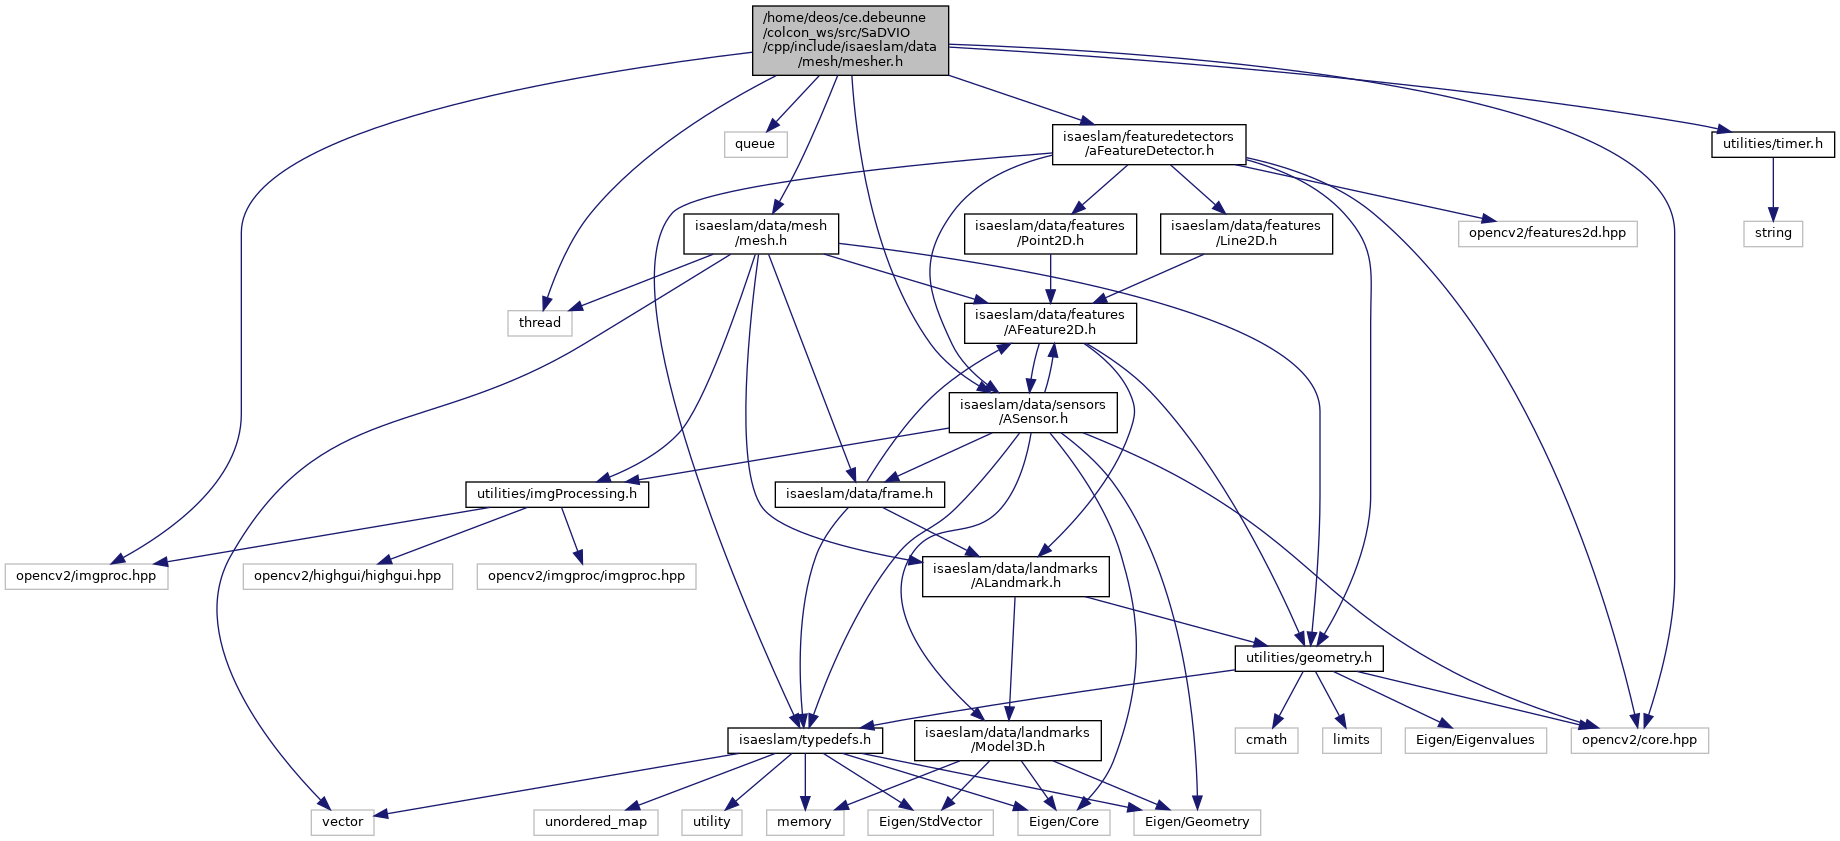 /home/deos/ce.debeunne
/colcon_ws/src/SaDVIO
/cpp/include/isaeslam/data
/mesh/mesher.h
queue
isaeslam/featuredetectors
/aFeatureDetector.h
utilities/timer.h
isaeslam/data/mesh
/mesh.h
isaeslam/data/features
/Point2D.h
isaeslam/data/features
/Line2D.h
opencv2/features2d.hpp
string
thread
isaeslam/data/features
/AFeature2D.h
isaeslam/data/sensors
/ASensor.h
utilities/imgProcessing.h
isaeslam/data/frame.h
opencv2/imgproc.hpp
opencv2/highgui/highgui.hpp
opencv2/imgproc/imgproc.hpp
isaeslam/data/landmarks
/ALandmark.h
utilities/geometry.h
isaeslam/typedefs.h
isaeslam/data/landmarks
/Model3D.h
cmath
limits
Eigen/Eigenvalues
opencv2/core.hpp
vector
unordered_map
utility
memory
Eigen/StdVector
Eigen/Core
Eigen/Geometry